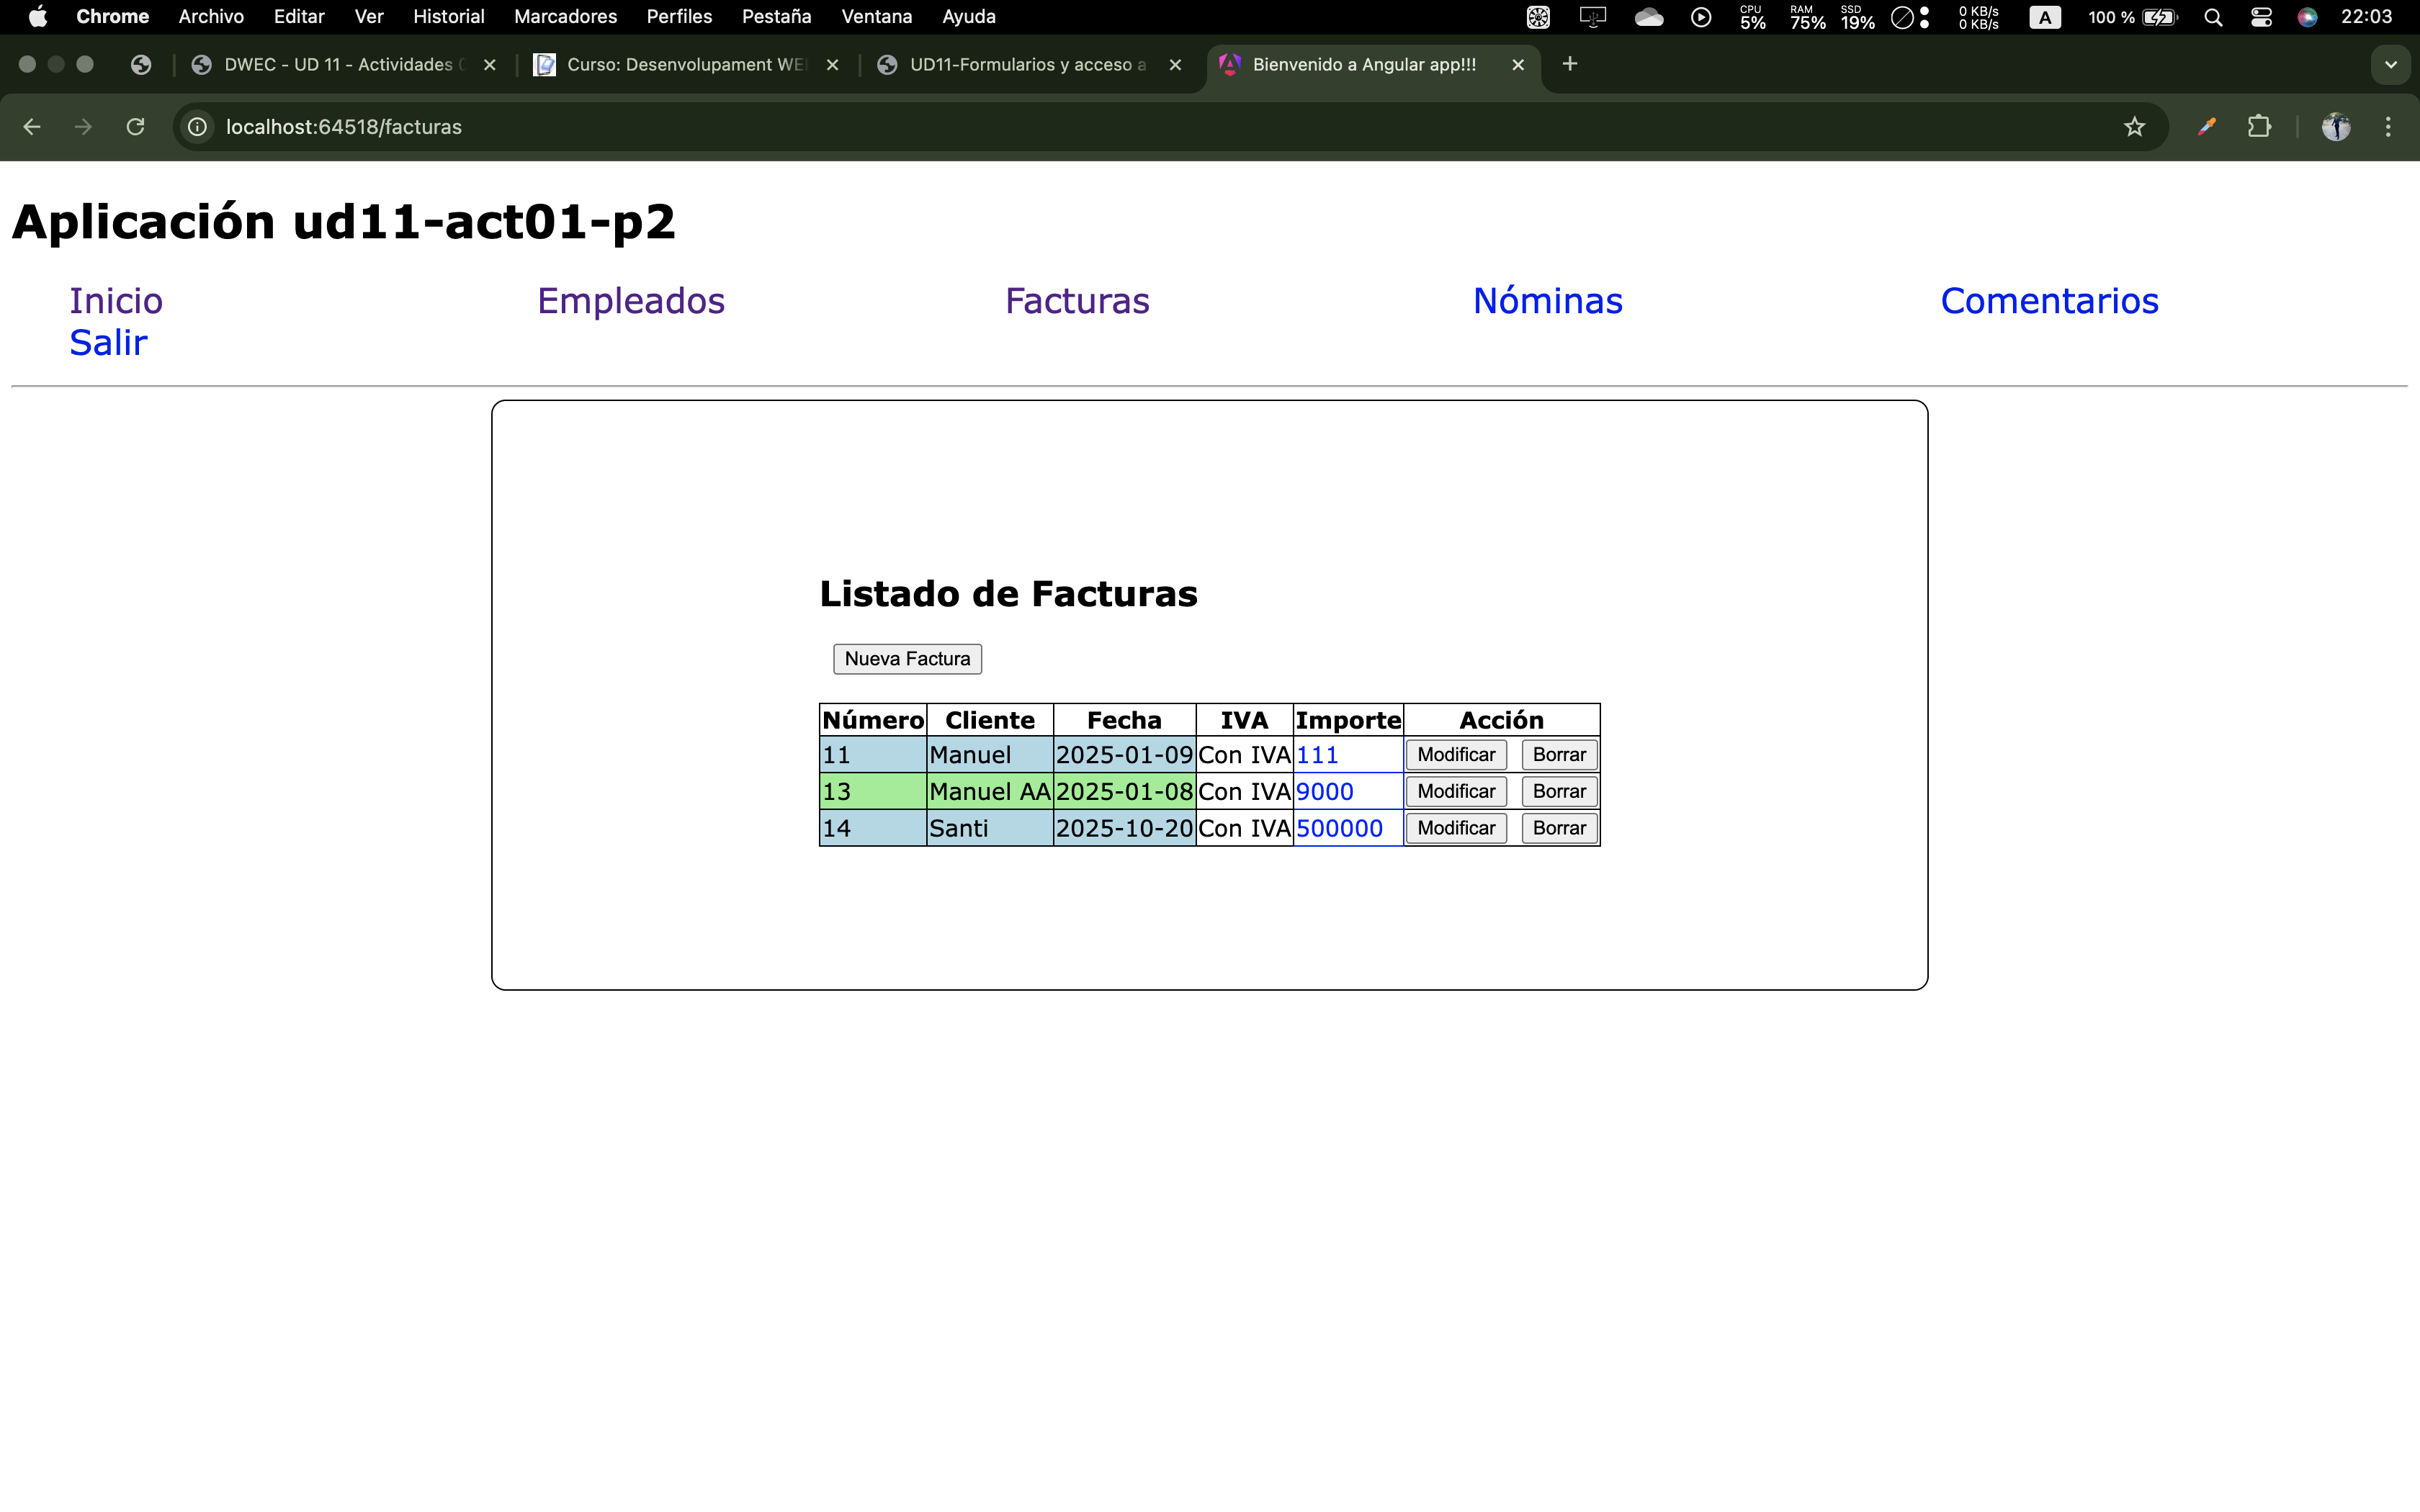 Chrome Archivo Editar Ver Historial Marcadores Perfiles Pestaña Ventana Ayuda CPU 5% RAM 75% SSD 19% 0 KB/s 0 KB/s A 100 % 22:03
DWEC - UD 11 - Actividades Curso: Desenvolupament WE UD11-Formularios y acceso a Bienvenido a Angular app!!!
localhost:64518/facturas
Aplicación ud11-act01-p2
Inicio Empleados Facturas Nóminas Comentarios
Salir
Listado de Facturas
Nueva Factura
Número Cliente Fecha IVA Importe Acción
11 Manuel 2025-01-09 Con IVA 111 Modificar Borrar
13 Manuel AA 2025-01-08 Con IVA 9000 Modificar Borrar
14 Santi 2025-10-20 Con IVA 500000 Modificar Borrar